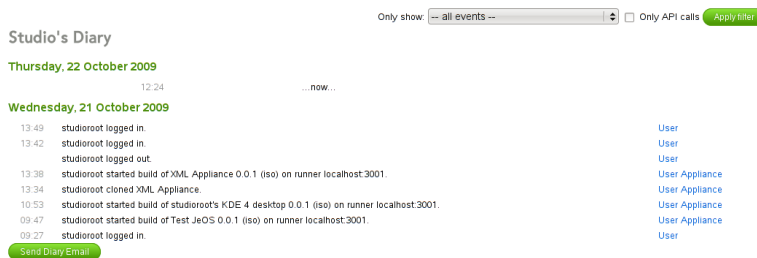 Only show: -- all events -- Only API calls Apply filter
Studio's Diary
Thursday, 22 October 2009
12:24 ...now...
Wednesday, 21 October 2009
13:49 studioroot logged in. User
13:42 studioroot logged in. User
studioroot logged out. User
13:38 studioroot started build of XML Appliance 0.0.1 (iso) on runner localhost:3001. User Appliance
13:34 studioroot cloned XML Appliance. User Appliance
10:53 studioroot started build of studioroot's KDE 4 desktop 0.0.1 (iso) on runner localhost:3001. User Appliance
09:47 studioroot started build of Test JeOS 0.0.1 (iso) on runner localhost:3001. User Appliance
09:27 studioroot logged in. User
Send Diary Email